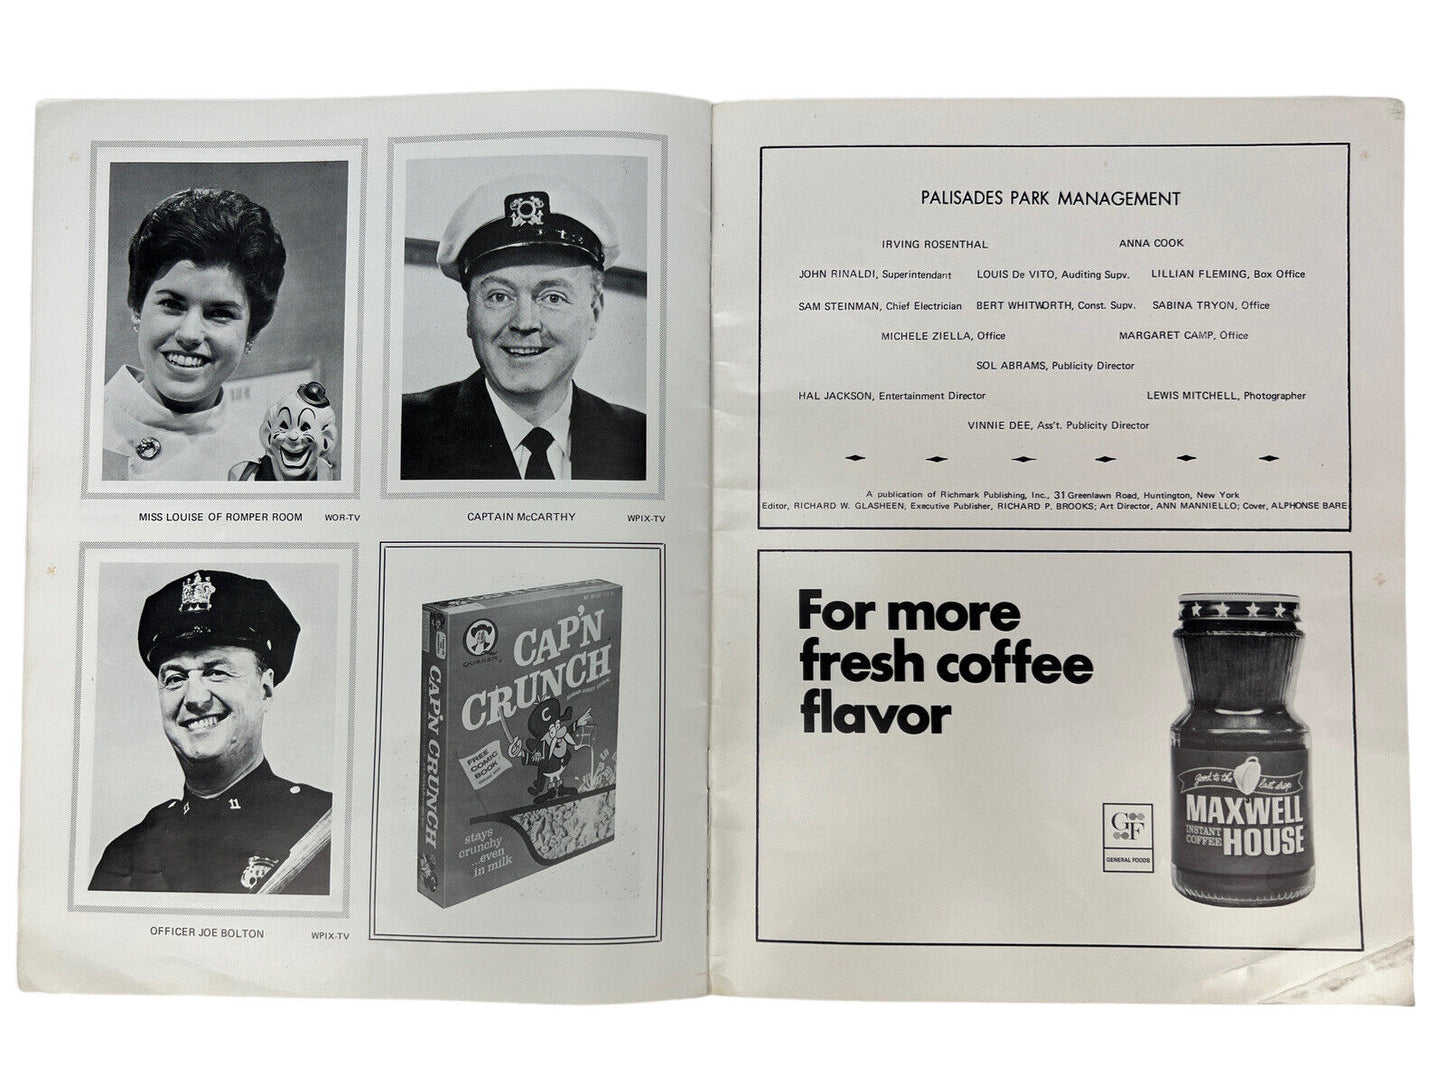 MISS LOUISE OF ROMPER ROOM WOR-TV
CAPTAIN McCARTHY WPIX-TV
11
OFFICER JOE BOLTON WPIX-TV
QUAKER
CAP'N
CRUNCH
SUGAR-SWEET CEREAL
C
FREE
COMIC
BOOK
stays
crunchy
...even
in milk
CAP'N CRUNCH
PALISADES PARK MANAGEMENT
IRVING ROSENTHAL ANNA COOK
JOHN RINALDI, Superintendant LOUIS De VITO, Auditing Supv. LILLIAN FLEMING, Box Office
SAM STEINMAN, Chief Electrician BERT WHITWORTH, Const. Supv. SABINA TRYON, Office
MICHELE ZIELLA, Office MARGARET CAMP, Office
SOL ABRAMS, Publicity Director
HAL JACKSON, Entertainment Director LEWIS MITCHELL, Photographer
VINNIE DEE, Ass't. Publicity Director
A publication of Richmark Publishing, Inc., 31 Greenlawn Road, Huntington, New York
Editor, RICHARD W. GLASHEEN; Executive Publisher, RICHARD P. BROOKS; Art Director, ANN MANNIELLO; Cover, ALPHONSE BARE
For more
fresh coffee
flavor
GF
GENERAL FOODS
Good to the last drop
MAXWELL
INSTANT
COFFEE
HOUSE